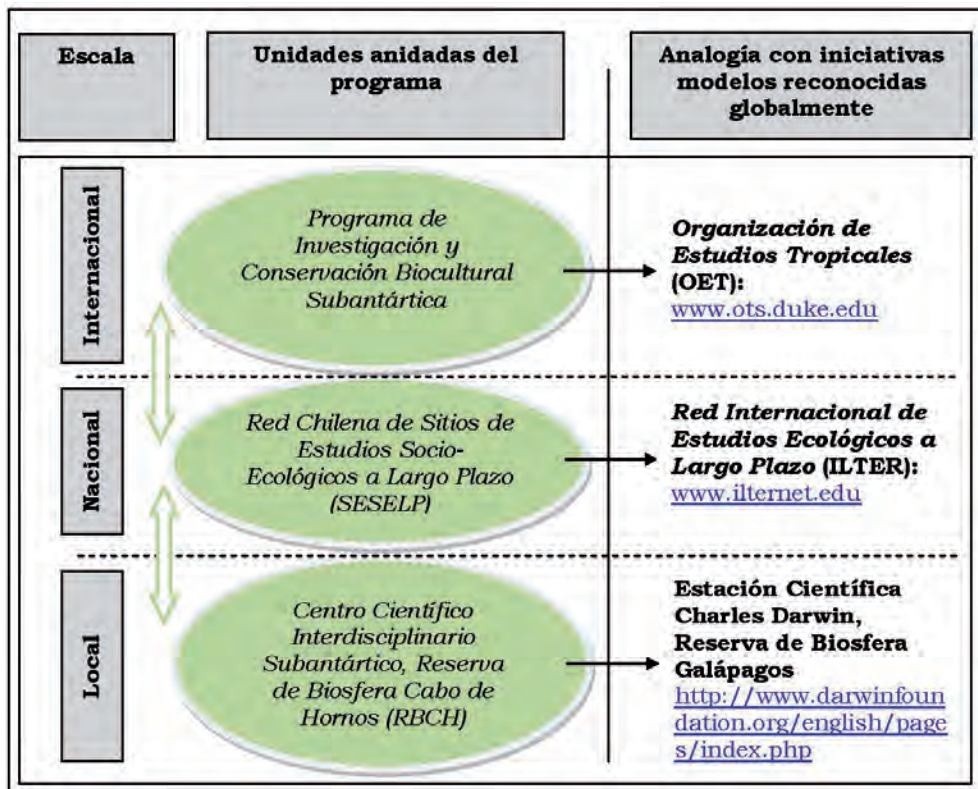 Escala
Unidades anidadas del
programa
Analogía con iniciativas
modelos reconocidas
globalmente
Internacional
Programa de
Investigación y
Conservación Biocultural
Subantártica
Organización de
Estudios Tropicales
(OET):
www.ots.duke.edu
Nacional
Red Chilena de Sitios de
Estudios Socio-
Ecológicos a Largo Plazo
(SESELP)
Red Internacional de
Estudios Ecológicos a
Largo Plazo (ILTER):
www.ilternet.edu
Local
Centro Científico
Interdisciplinario
Subantártico, Reserva
de Biosfera Cabo de
Hornos (RBCH)
Estación Científica
Charles Darwin,
Reserva de Biosfera
Galápagos
http://www.darwinfoun
dation.org/english/page
s/index.php